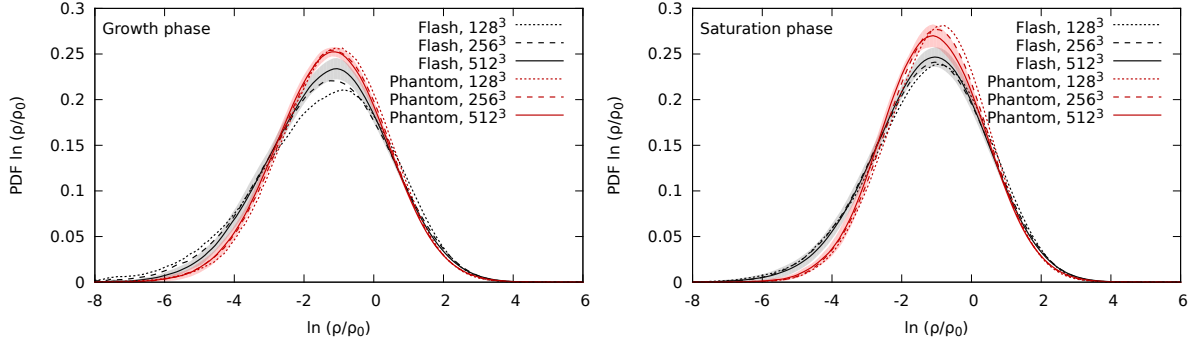 Growth phase
Flash, 128³
Flash, 256³
Flash, 512³
Phantom, 128³
Phantom, 256³
Phantom, 512³
PDF ln (ρ/ρ₀)
0.3
0.25
0.2
0.15
0.1
0.05
0
-8 -6 -4 -2 0 2 4 6
ln (ρ/ρ₀)
Saturation phase
Flash, 128³
Flash, 256³
Flash, 512³
Phantom, 128³
Phantom, 256³
Phantom, 512³
PDF ln (ρ/ρ₀)
0.3
0.25
0.2
0.15
0.1
0.05
0
-8 -6 -4 -2 0 2 4 6
ln (ρ/ρ₀)